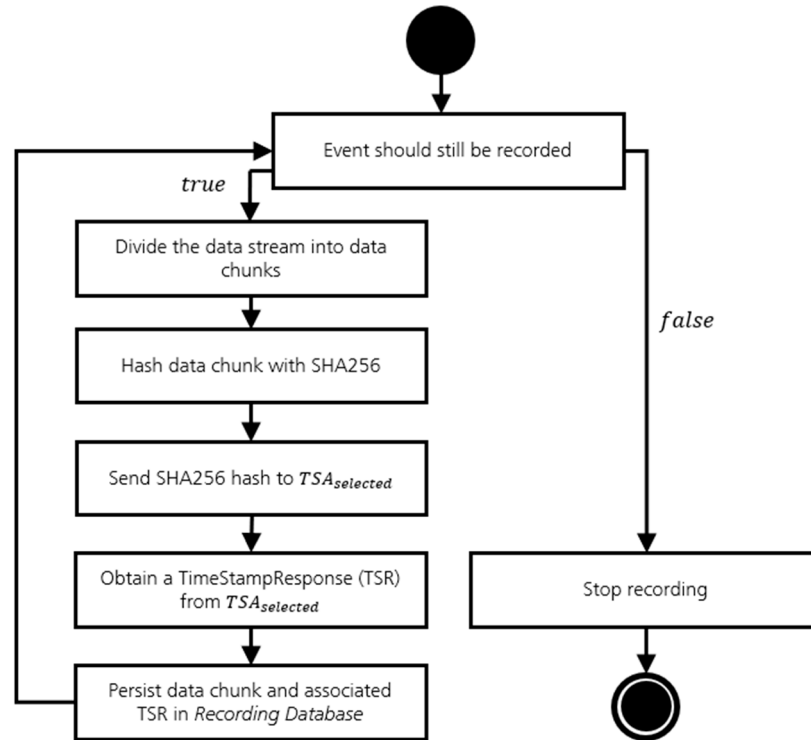 Event should still be recorded
true
Divide the data stream into data
chunks
false
Hash data chunk with SHA256
Send SHA256 hash to TSA_selected
Obtain a TimeStampResponse (TSR)
from TSA_selected
Stop recording
Persist data chunk and associated
TSR in Recording Database